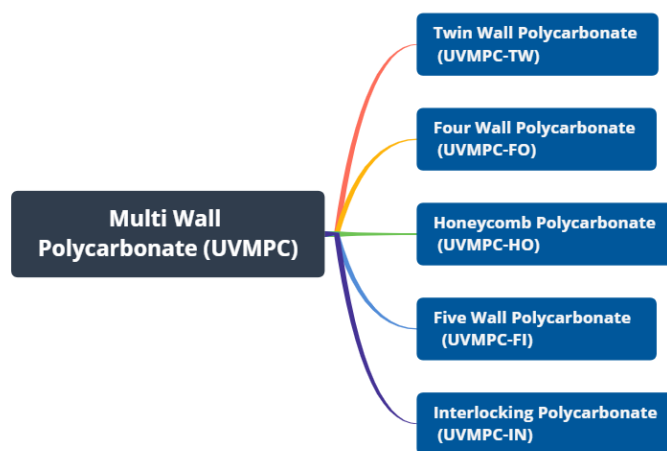 Twin Wall Polycarbonate
(UVMPC-TW)
Four Wall Polycarbonate
(UVMPC-FO)
Multi Wall
Polycarbonate (UVMPC)
Honeycomb Polycarbonate
(UVMPC-HO)
Five Wall Polycarbonate
(UVMPC-FI)
Interlocking Polycarbonate
(UVMPC-IN)